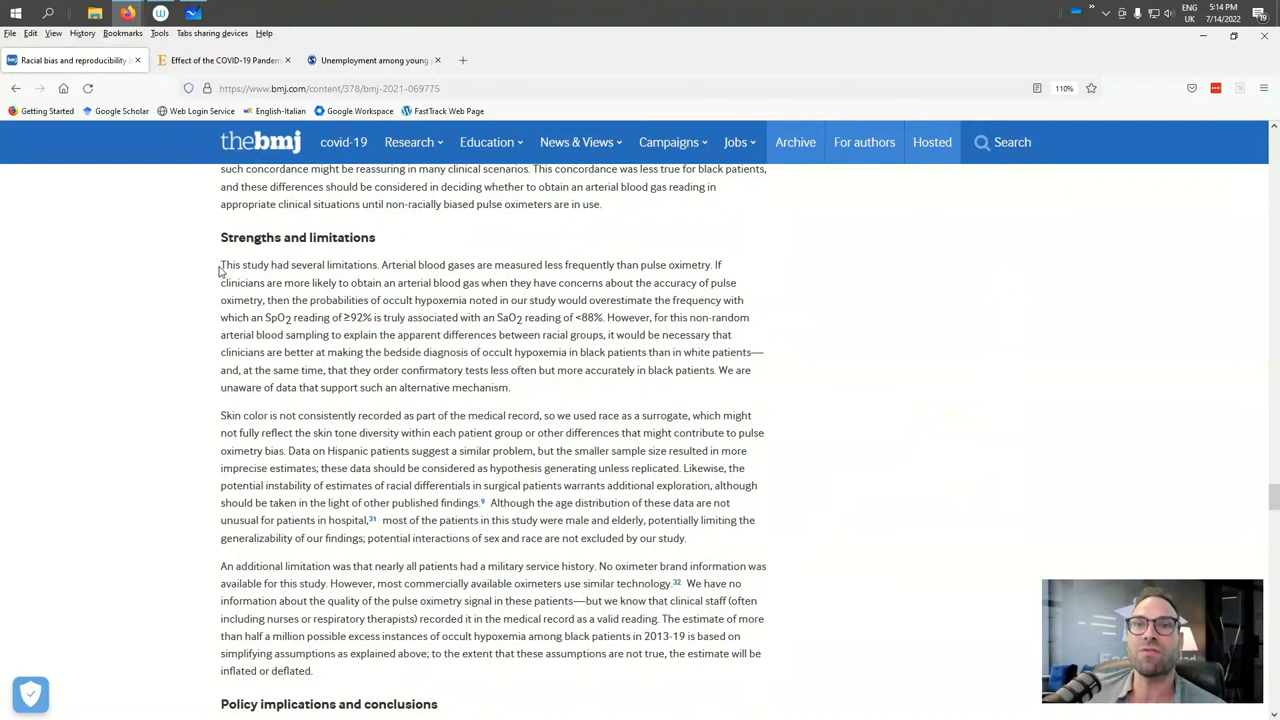 ENG
5:14 PM
UK
7/14/2022
19
File Edit View History Bookmarks Tools Tabs sharing devices Help
Racial bias and reproducibility i
Effect of the COVID-19 Pandem
Unemployment among young
https://www.bmj.com/content/378/bmj-2021-069775
110%
Getting Started Google Scholar Web Login Service English-Italian Google Workspace FastTrack Web Page
thebmj covid-19 Research Education News & Views Campaigns Jobs Archive For authors Hosted Search
such concordance might be reassuring in many clinical scenarios. This concordance was less true for black patients,
and these differences should be considered in deciding whether to obtain an arterial blood gas reading in
appropriate clinical situations until non-racially biased pulse oximeters are in use.
Strengths and limitations
This study had several limitations. Arterial blood gases are measured less frequently than pulse oximetry. If
clinicians are more likely to obtain an arterial blood gas when they have concerns about the accuracy of pulse
oximetry, then the probabilities of occult hypoxemia noted in our study would overestimate the frequency with
which an SpO2 reading of ≥92% is truly associated with an SaO2 reading of <88%. However, for this non-random
arterial blood sampling to explain the apparent differences between racial groups, it would be necessary that
clinicians are better at making the bedside diagnosis of occult hypoxemia in black patients than in white patients—
and, at the same time, that they order confirmatory tests less often but more accurately in black patients. We are
unaware of data that support such an alternative mechanism.
Skin color is not consistently recorded as part of the medical record, so we used race as a surrogate, which might
not fully reflect the skin tone diversity within each patient group or other differences that might contribute to pulse
oximetry bias. Data on Hispanic patients suggest a similar problem, but the smaller sample size resulted in more
imprecise estimates; these data should be considered as hypothesis generating unless replicated. Likewise, the
potential instability of estimates of racial differentials in surgical patients warrants additional exploration, although
should be taken in the light of other published findings.9 Although the age distribution of these data are not
unusual for patients in hospital,31 most of the patients in this study were male and elderly, potentially limiting the
generalizability of our findings; potential interactions of sex and race are not excluded by our study.
An additional limitation was that nearly all patients had a military service history. No oximeter brand information was
available for this study. However, most commercially available oximeters use similar technology.32 We have no
information about the quality of the pulse oximetry signal in these patients—but we know that clinical staff (often
including nurses or respiratory therapists) recorded it in the medical record as a valid reading. The estimate of more
than half a million possible excess instances of occult hypoxemia among black patients in 2013-19 is based on
simplifying assumptions as explained above; to the extent that these assumptions are not true, the estimate will be
inflated or deflated.
Policy implications and conclusions